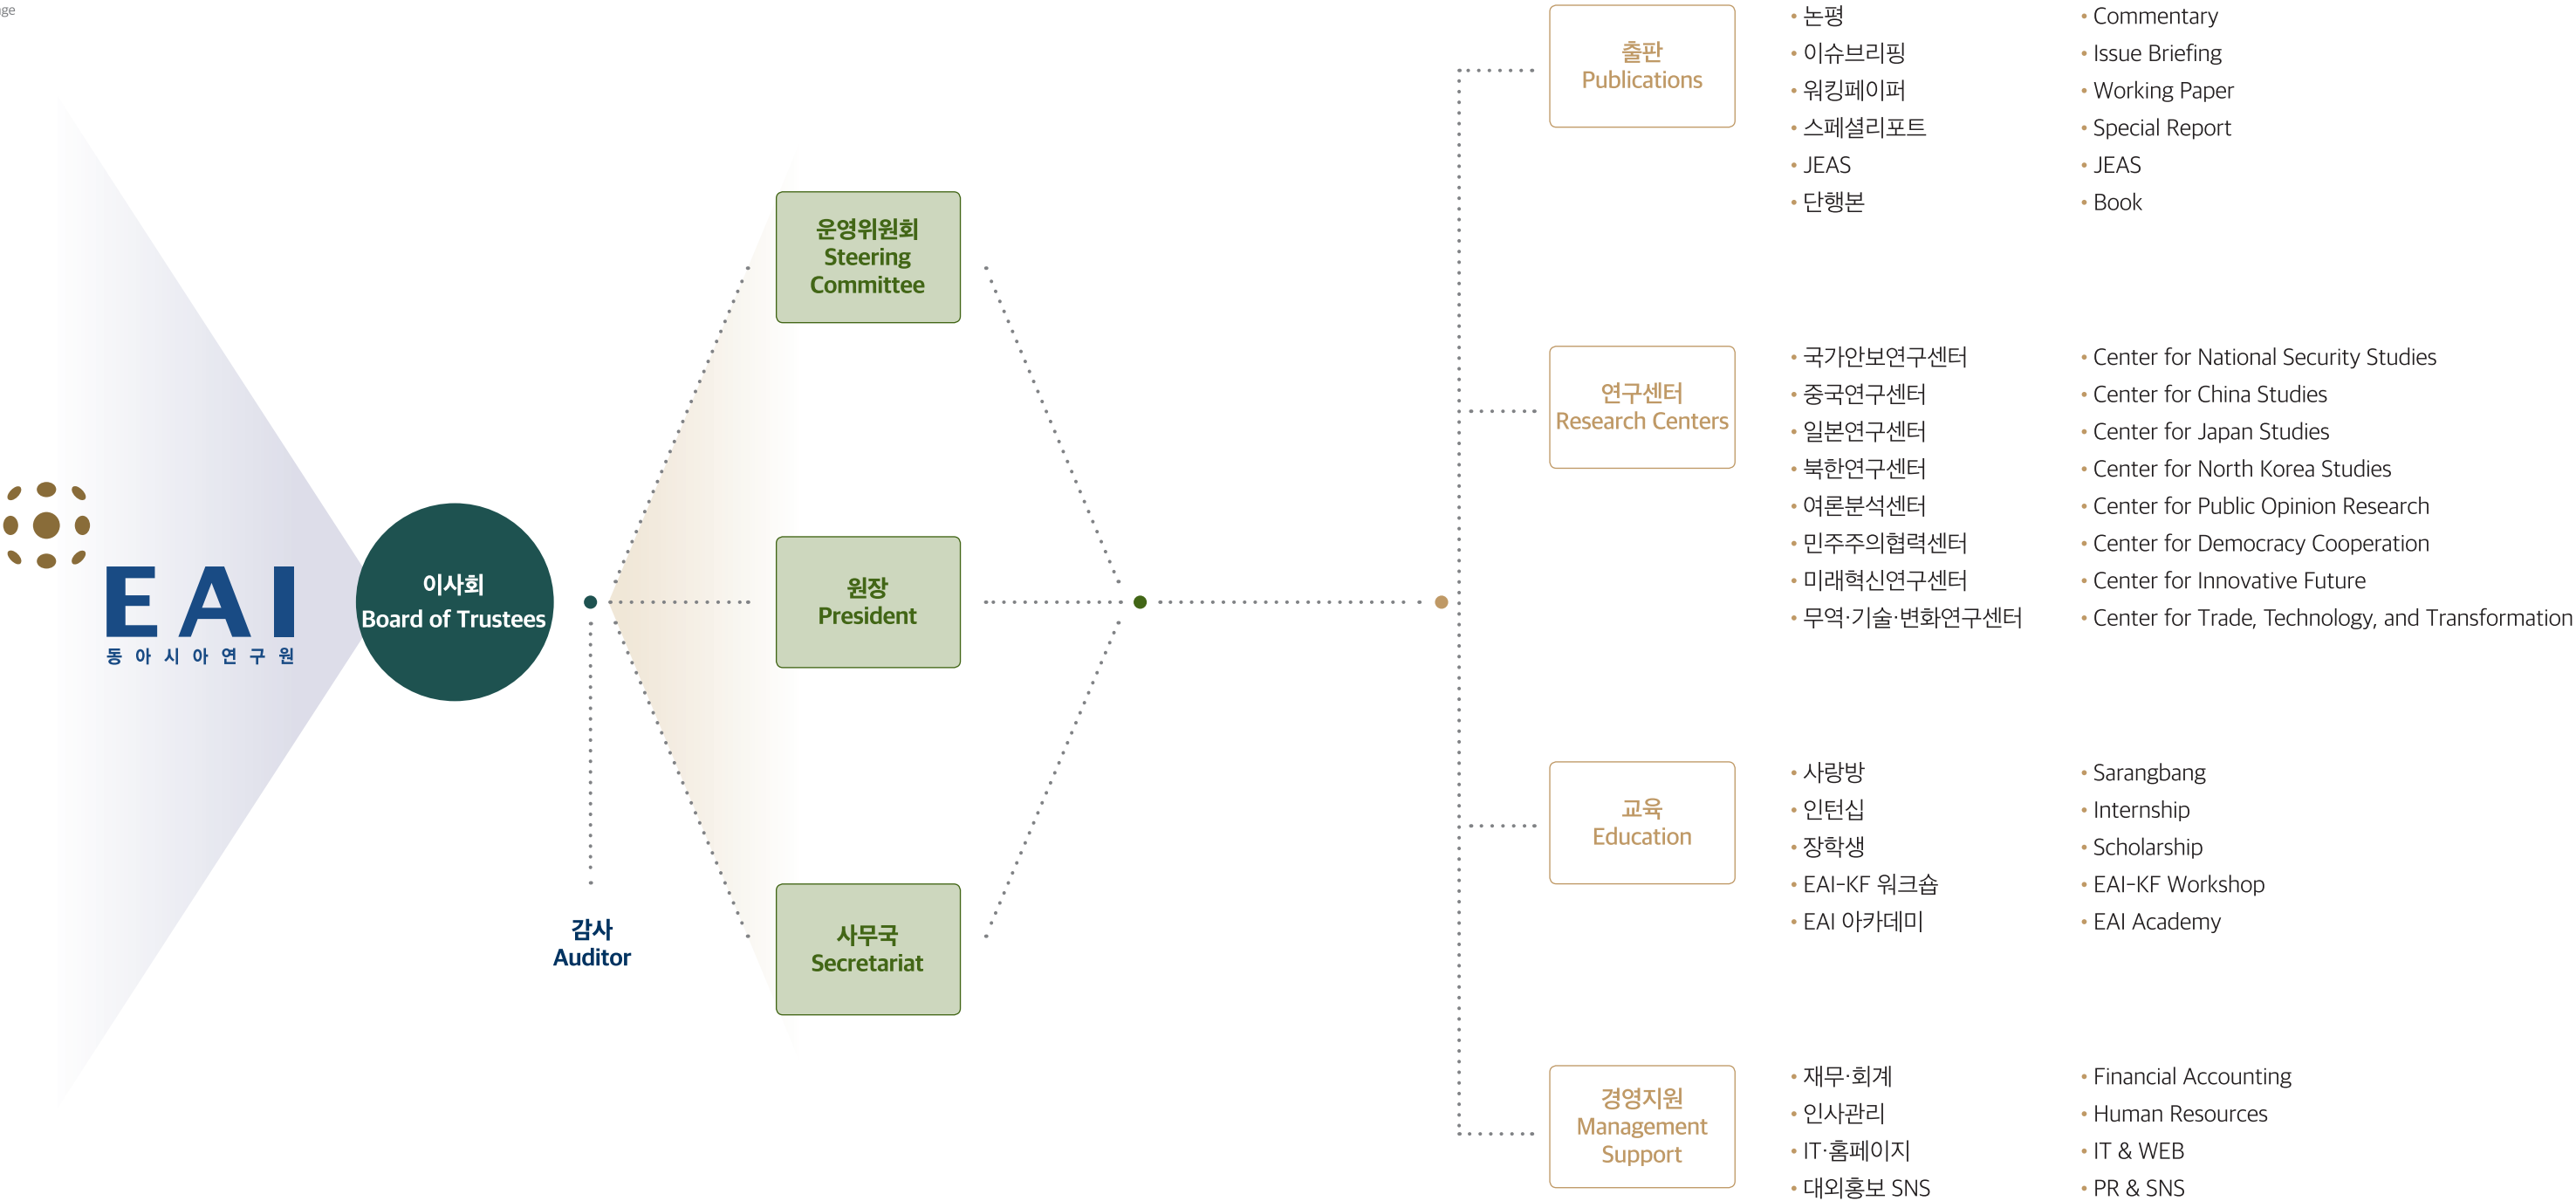 EAI
동아시아연구원
이사회
Board of Trustees
감사
Auditor
운영위원회
Steering
Committee
원장
President
사무국
Secretariat
출판
Publications
• 논평
• 이슈브리핑
• 워킹페이퍼
• 스페셜리포트
• JEAS
• 단행본
• Commentary
• Issue Briefing
• Working Paper
• Special Report
• JEAS
• Book
연구센터
Research Centers
• 국가안보연구센터
• 중국연구센터
• 일본연구센터
• 북한연구센터
• 여론분석센터
• 민주주의협력센터
• 미래혁신연구센터
• 무역·기술·변화연구센터
• Center for National Security Studies
• Center for China Studies
• Center for Japan Studies
• Center for North Korea Studies
• Center for Public Opinion Research
• Center for Democracy Cooperation
• Center for Innovative Future
• Center for Trade, Technology, and Transformation
교육
Education
• 사랑방
• 인턴십
• 장학생
• EAI-KF 워크숍
• EAI 아카데미
• Sarangbang
• Internship
• Scholarship
• EAI-KF Workshop
• EAI Academy
경영지원
Management
Support
• 재무·회계
• 인사관리
• IT·홈페이지
• 대외홍보 SNS
• Financial Accounting
• Human Resources
• IT & WEB
• PR & SNS